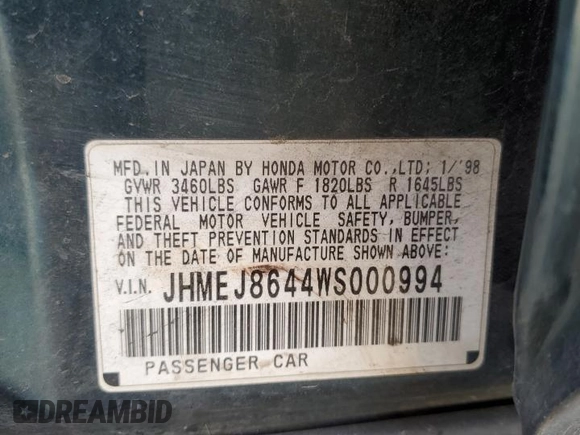 MFD. IN JAPAN BY HONDA MOTOR CO.,LTD; 1/'98
GVWR 3460LBS GAWR F 1820LBS R 1645LBS
THIS VEHICLE CONFORMS TO ALL APPLICABLE
FEDERAL MOTOR VEHICLE SAFETY, BUMPER,
AND THEFT PREVENTION STANDARDS IN EFFECT
ON THE DATE OF MANUFACTURE SHOWN ABOVE:
V.I.N. JHMEJ8644WS000994
PASSENGER CAR
DREAMBID